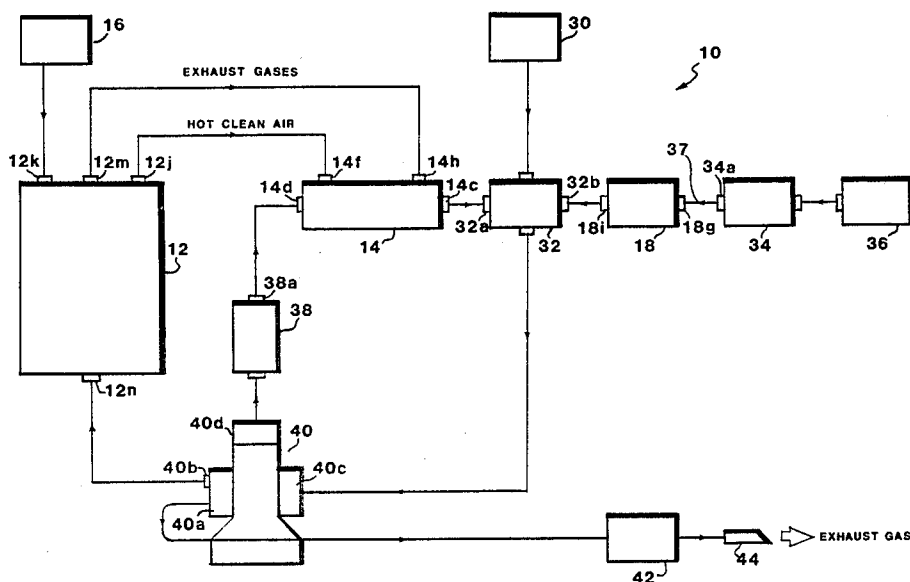 16
30
10
EXHAUST GASES
HOT CLEAN AIR
12k
12m
12j
14f
14h
37
34a
14d
14c
32b
12
32a
18i
18g
14
32
18
34
36
38a
38
12n
40d
40
40b
40c
40a
EXHAUST GAS
44
42